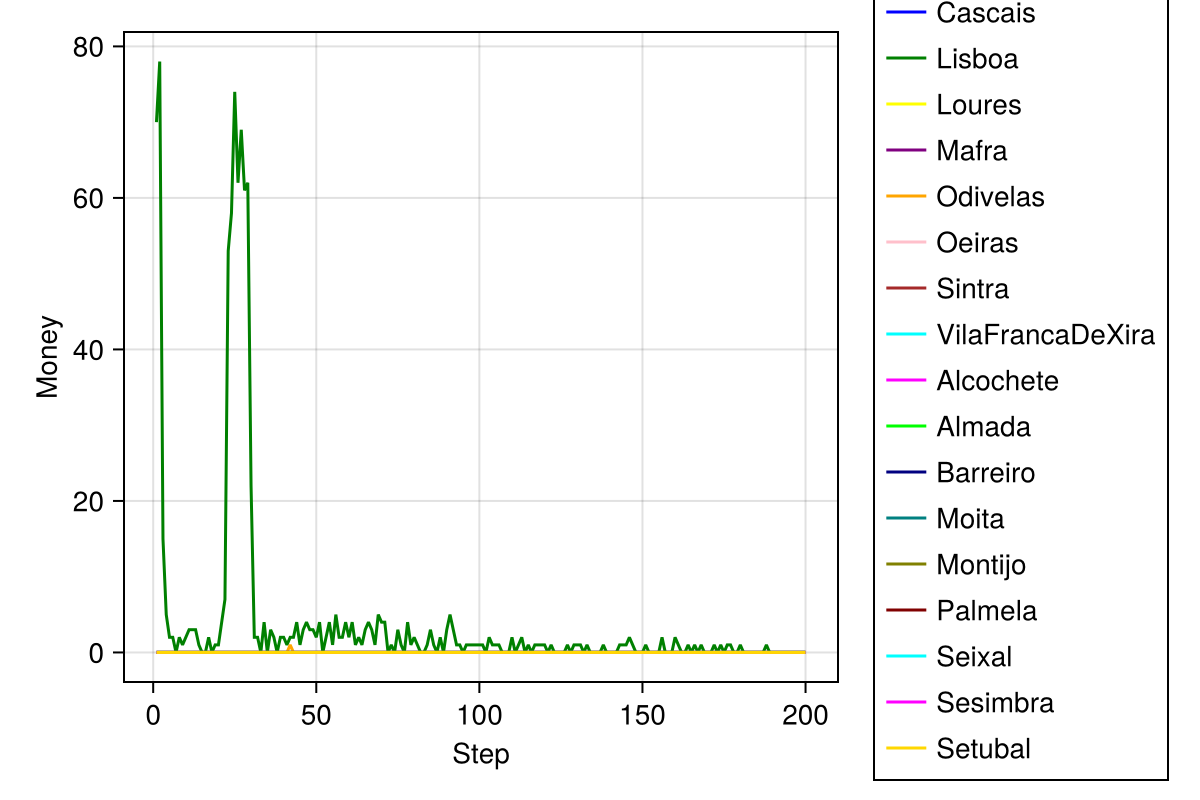 80
60
40
20
0
Money
0 50 100 150 200
Step
Cascais
Lisboa
Loures
Mafra
Odivelas
Oeiras
Sintra
VilaFrancaDeXira
Alcochete
Almada
Barreiro
Moita
Montijo
Palmela
Seixal
Sesimbra
Setubal